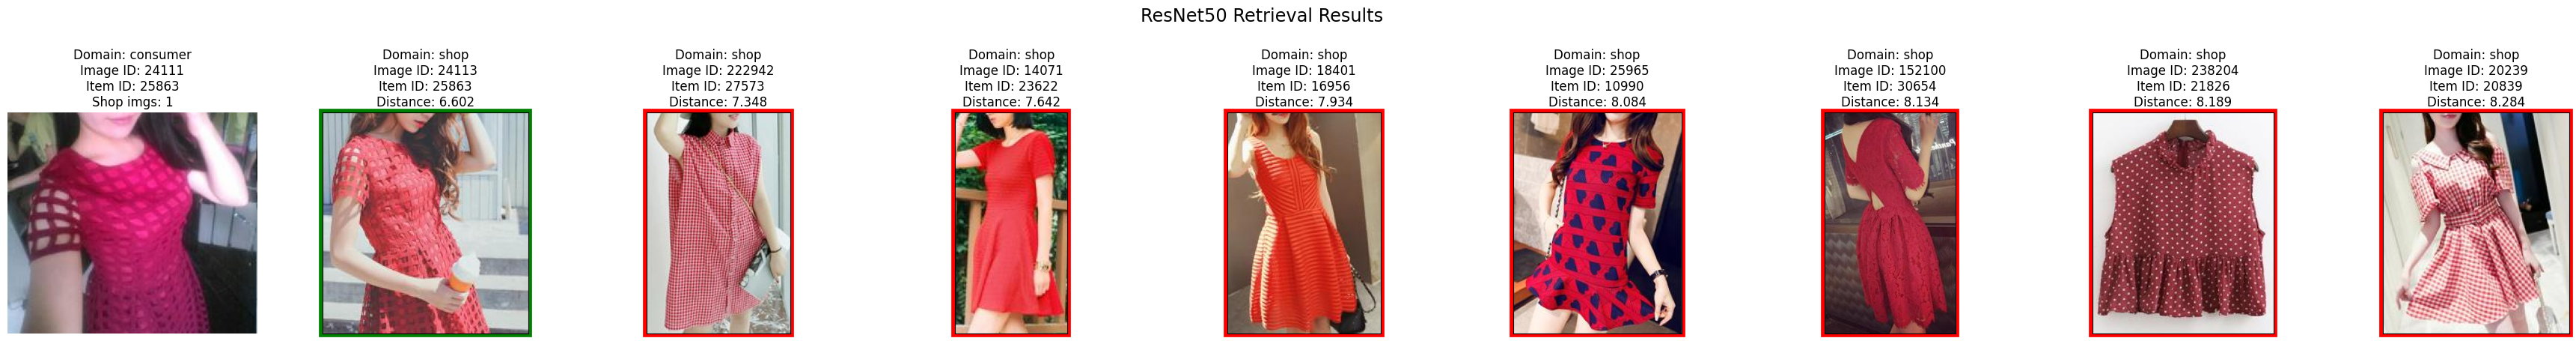 ResNet50 Retrieval Results
Domain: consumer
Image ID: 24111
Item ID: 25863
Shop imgs: 1
Domain: shop
Image ID: 24113
Item ID: 25863
Distance: 6.602
Domain: shop
Image ID: 222942
Item ID: 27573
Distance: 7.348
Domain: shop
Image ID: 14071
Item ID: 23622
Distance: 7.642
Domain: shop
Image ID: 18401
Item ID: 16956
Distance: 7.934
Domain: shop
Image ID: 25965
Item ID: 10990
Distance: 8.084
Domain: shop
Image ID: 152100
Item ID: 30654
Distance: 8.134
Domain: shop
Image ID: 238204
Item ID: 21826
Distance: 8.189
Domain: shop
Image ID: 20239
Item ID: 20839
Distance: 8.284